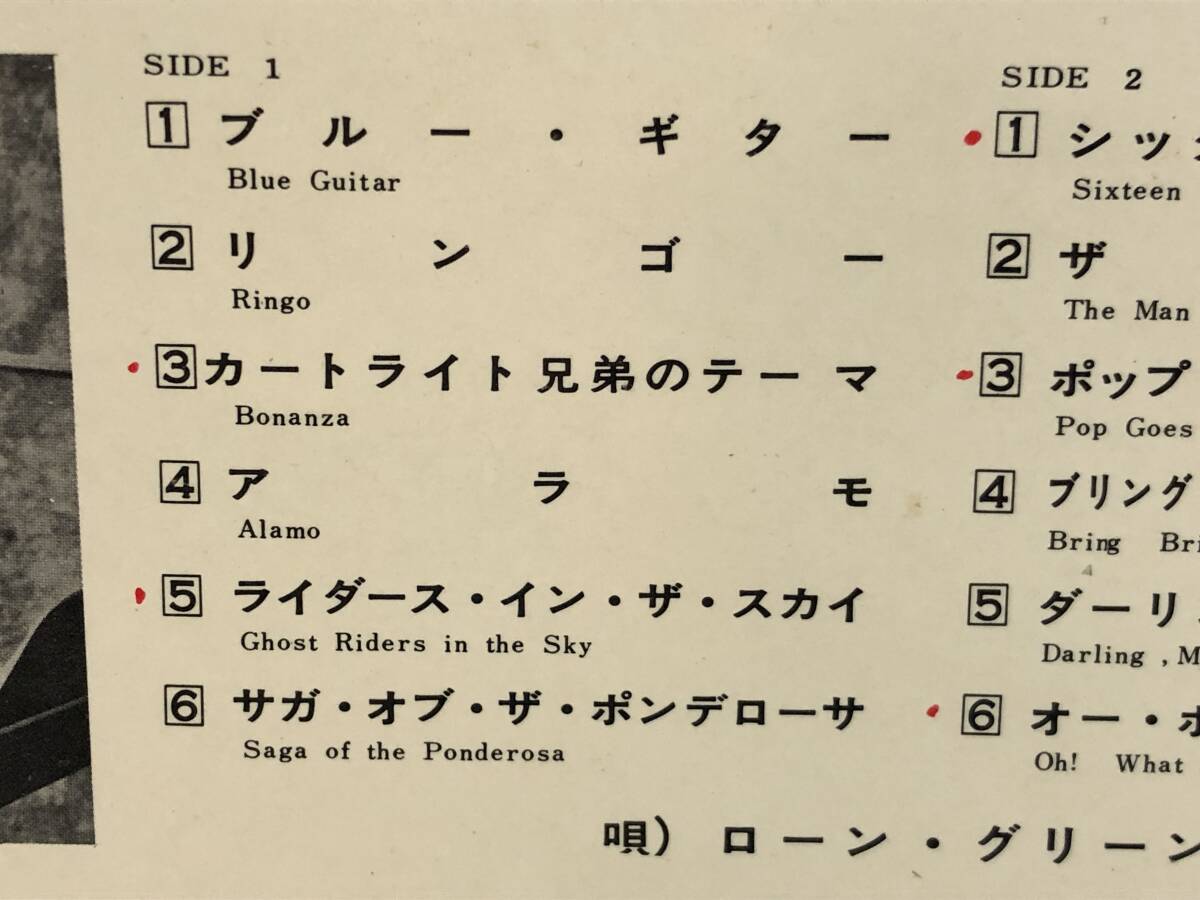 SIDE 1
1 ブルー・ギター
Blue Guitar
2 リンゴー
Ringo
3 カートライト兄弟のテーマ
Bonanza
4 アラモ
Alamo
5 ライダース・イン・ザ・スカイ
Ghost Riders in the Sky
6 サガ・オブ・ザ・ポンデローサ
Saga of the Ponderosa
SIDE 2
1 シッ
Sixteen
2 ザ
The Man
3 ポップ
Pop Goes
4 ブリング
Bring Bri
5 ダーリ
Darling , M
6 オー・
Oh! What
唄) ローン・グリーン